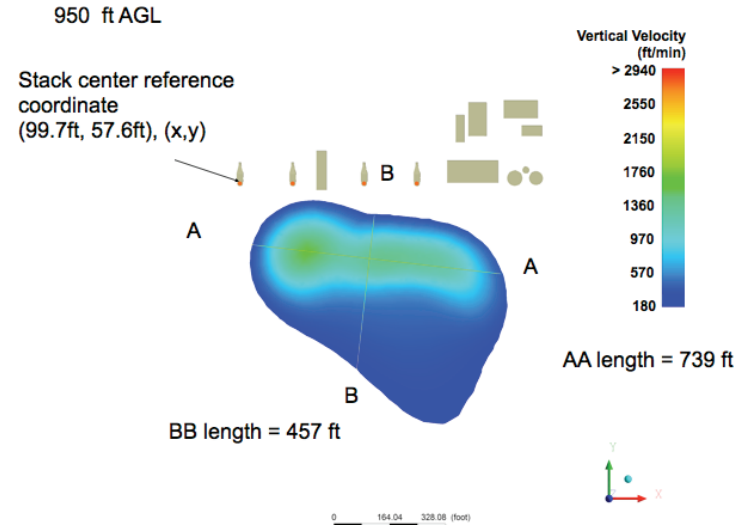 950 ft AGL
Vertical Velocity
(ft/min)
> 2940
2550
2150
1760
1360
970
570
180
Stack center reference
coordinate
(99.7ft, 57.6ft), (x,y)
B
A
A
B
AA length = 739 ft
BB length = 457 ft
Y
X
0 164.04 328.08 (foot)